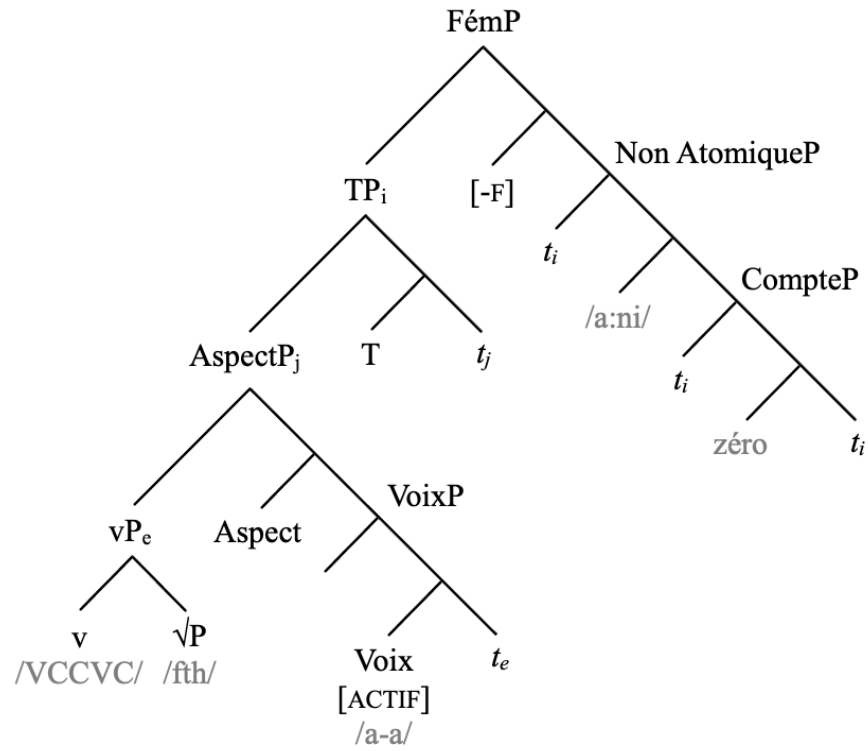 FémP
Non AtomiqueP
TPᵢ [-F]
tᵢ
CompteP
/a:ni/
AspectPⱼ T tⱼ tᵢ
zéro tᵢ
VoixP
vPₑ Aspect
v √P
/VCCVC/ /fth/
Voix tₑ
[ACTIF]
/a-a/